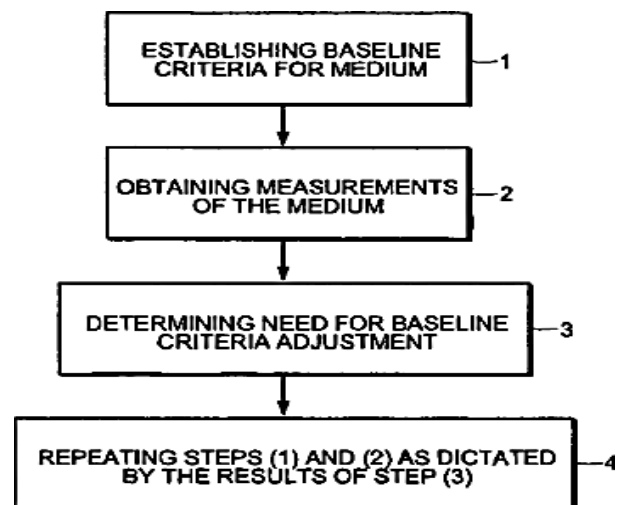 ESTABLISHING BASELINE
CRITERIA FOR MEDIUM
1
OBTAINING MEASUREMENTS
OF THE MEDIUM
2
DETERMINING NEED FOR BASELINE
CRITERIA ADJUSTMENT
3
REPEATING STEPS (1) AND (2) AS DICTATED
BY THE RESULTS OF STEP (3)
4